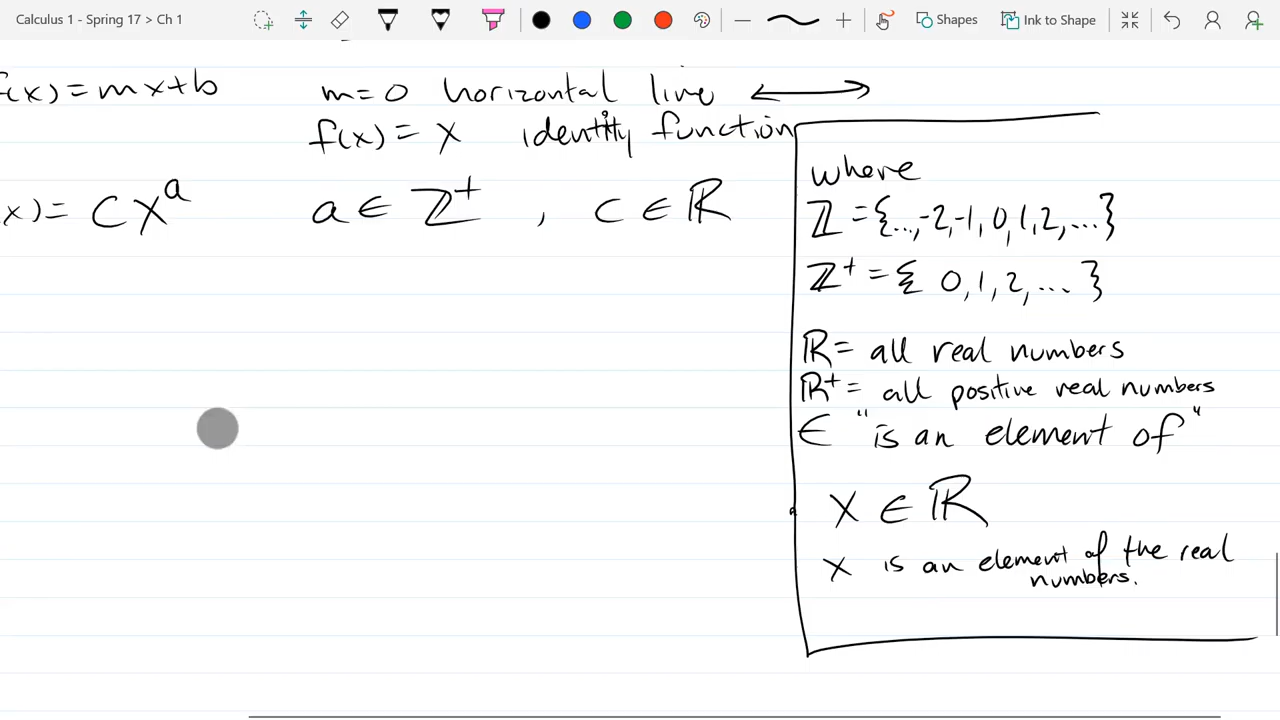 Calculus 1 - Spring 17 > Ch 1
Shapes
Ink to Shape
f(x) = mx+b
m=0 horizontal line
f(x) = x identity function
x) = cx^a
a ∈ ℤ⁺, c ∈ ℝ
where
ℤ = {..., -2, -1, 0, 1, 2, ...}
ℤ⁺ = { 0, 1, 2, ... }
ℝ = all real numbers
ℝ⁺ = all positive real numbers
∈ "is an element of"
x ∈ ℝ
x is an element of the real
numbers.